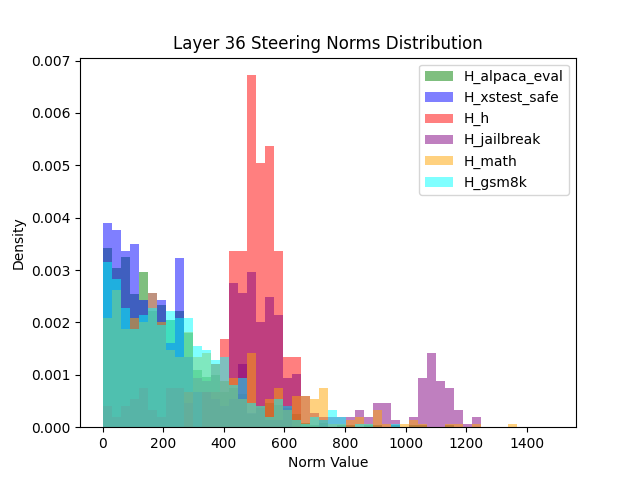 Layer 36 Steering Norms Distribution
0.007
0.006
0.005
0.004
0.003
0.002
0.001
0.000
Density
H_alpaca_eval
H_xstest_safe
H_h
H_jailbreak
H_math
H_gsm8k
0 200 400 600 800 1000 1200 1400
Norm Value